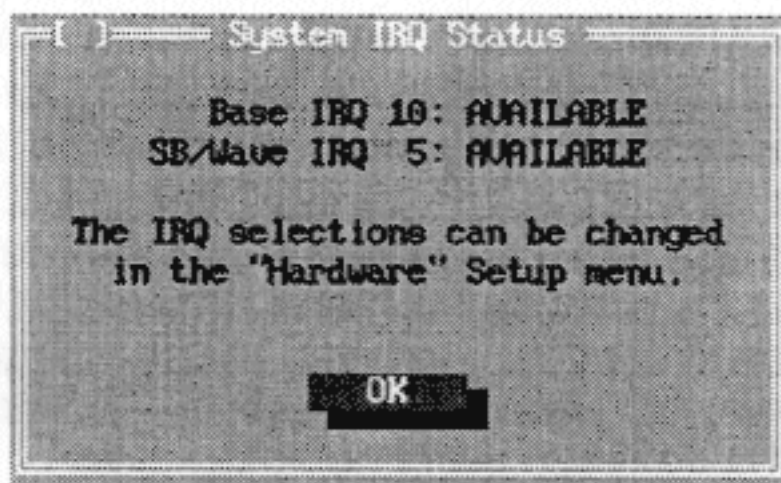 [ ] System IRQ Status
Base IRQ 10: AVAILABLE
SB/Wave IRQ 5: AVAILABLE
The IRQ selections can be changed
in the "Hardware" Setup menu.
OK